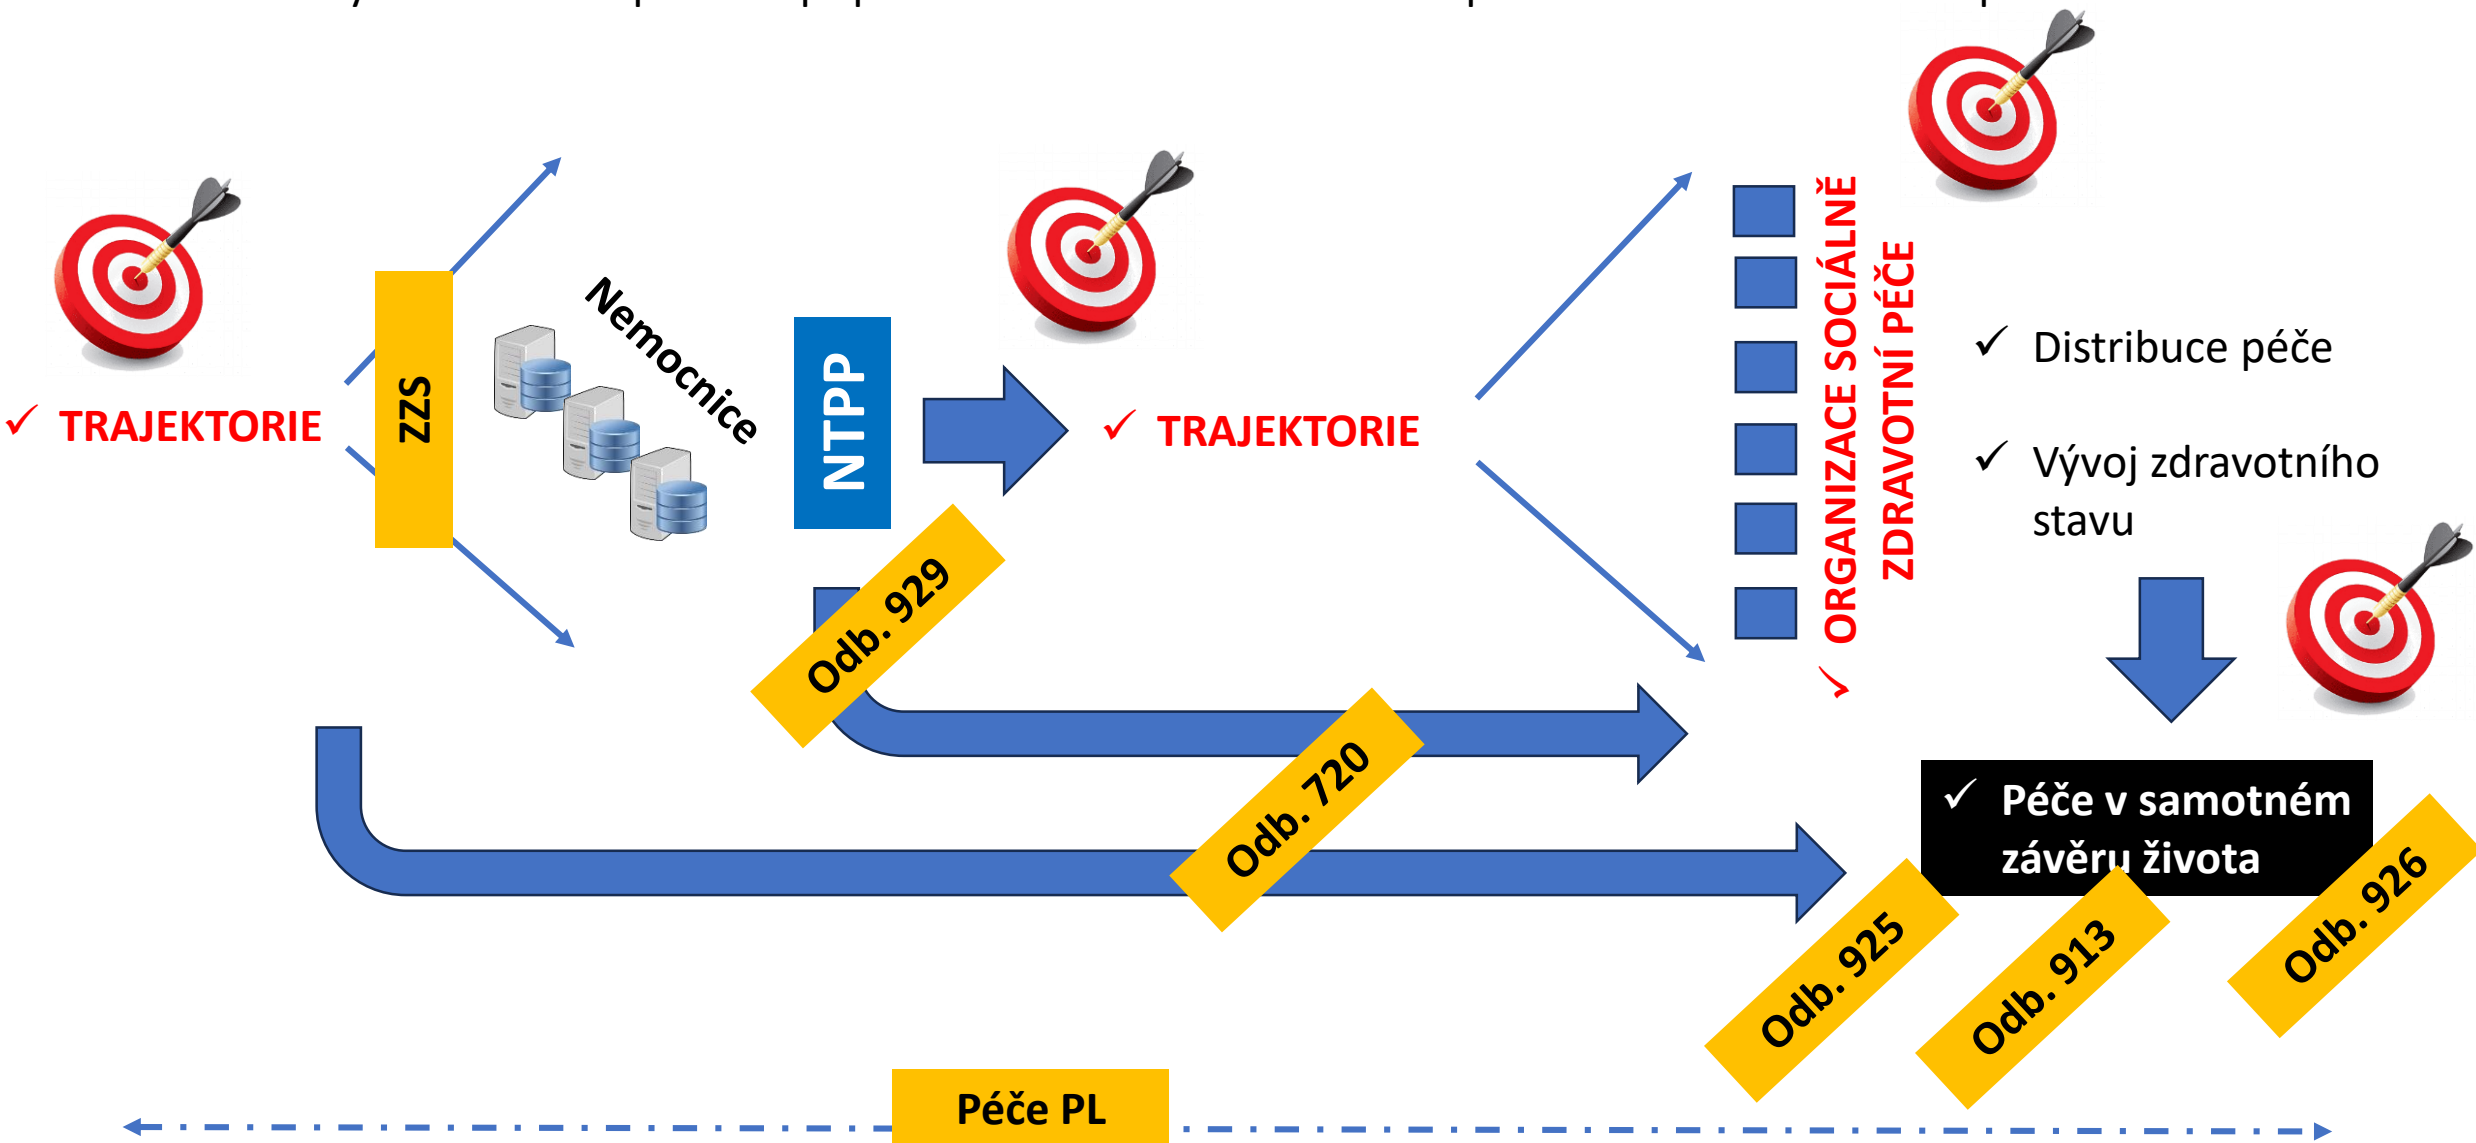 ✓ TRAJEKTORIE
ZZS
Nemocnice
NTPP
✓ TRAJEKTORIE
✓ ORGANIZACE SOCIÁLNĚ
ZDRAVOTNÍ PÉČE
✓ Distribuce péče
✓ Vývoj zdravotního
stavu
Odb. 929
Odb. 720
✓ Péče v samotném
závěru života
Odb. 925
Odb. 913
Odb. 926
Péče PL